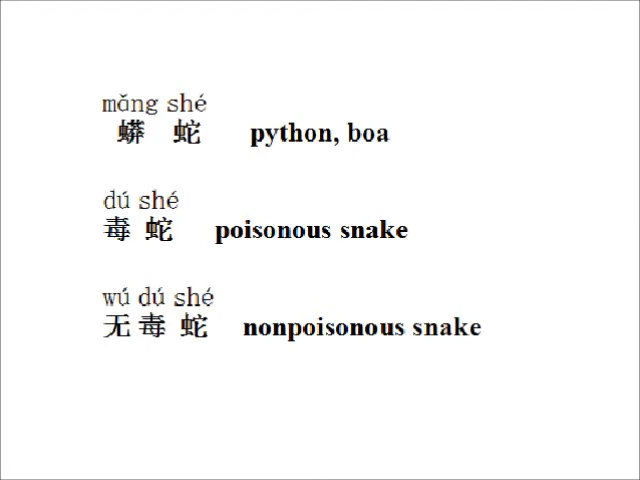 mǎng shé
蟒 蛇 python, boa
dú shé
毒 蛇 poisonous snake
wú dú shé
无 毒 蛇 nonpoisonous snake